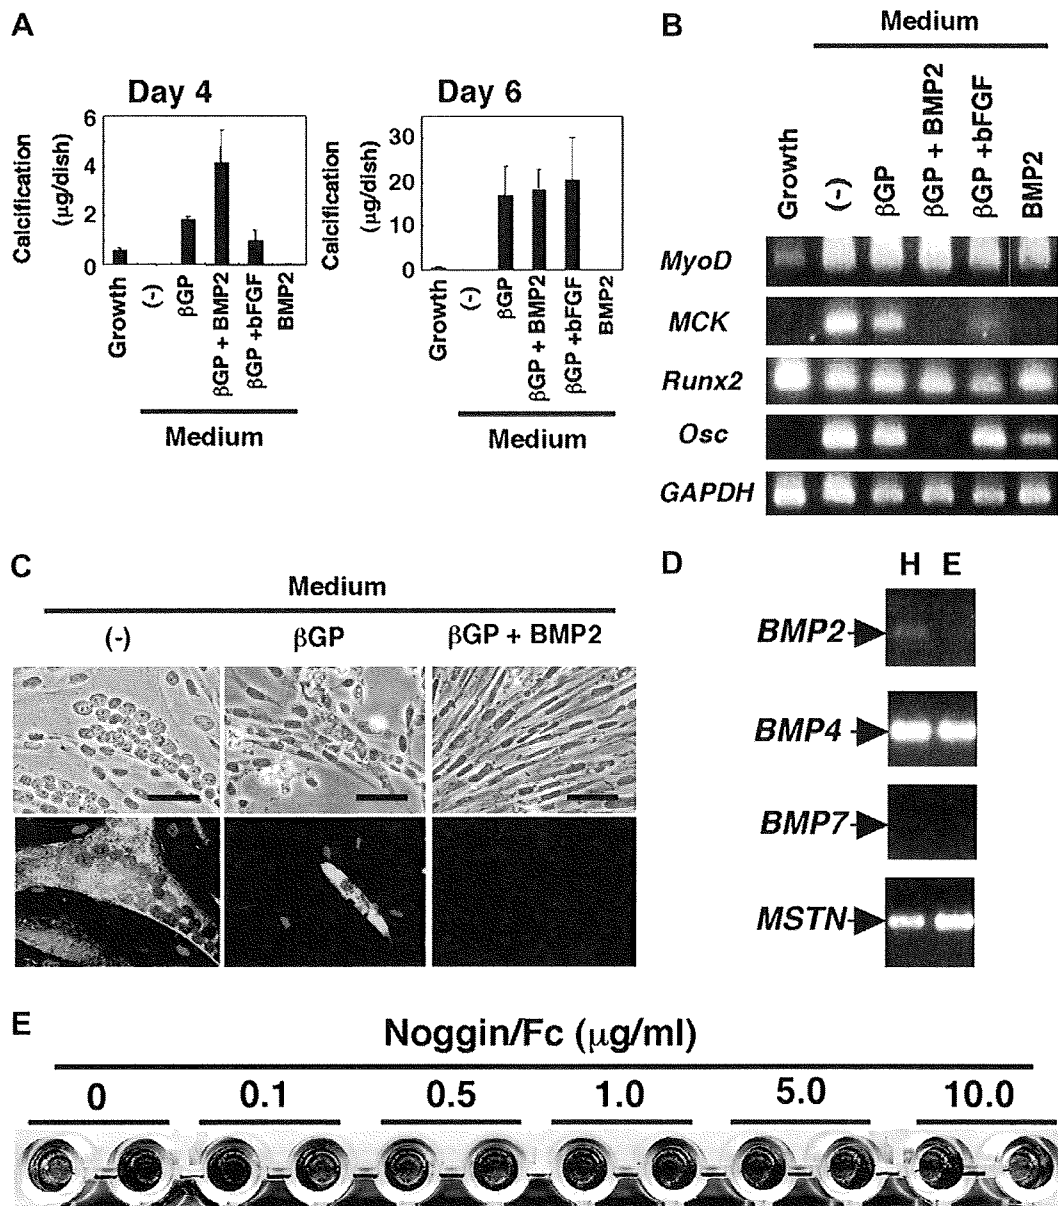 A
Day 4
Calcification
(µg/dish)
6
4
2
0
Growth
(-)
βGP
βGP + BMP2
βGP +bFGF
BMP2
Medium
Day 6
Calcification
(µg/dish)
30
20
10
0
Growth
(-)
βGP
βGP + BMP2
βGP +bFGF
BMP2
Medium
B
Medium
Growth
(-)
βGP
βGP + BMP2
βGP +bFGF
BMP2
MyoD
MCK
Runx2
Osc
GAPDH
C
Medium
(-)
βGP
βGP + BMP2
D
H E
BMP2
BMP4
BMP7
MSTN
E
Noggin/Fc (µg/ml)
0 0.1 0.5 1.0 5.0 10.0